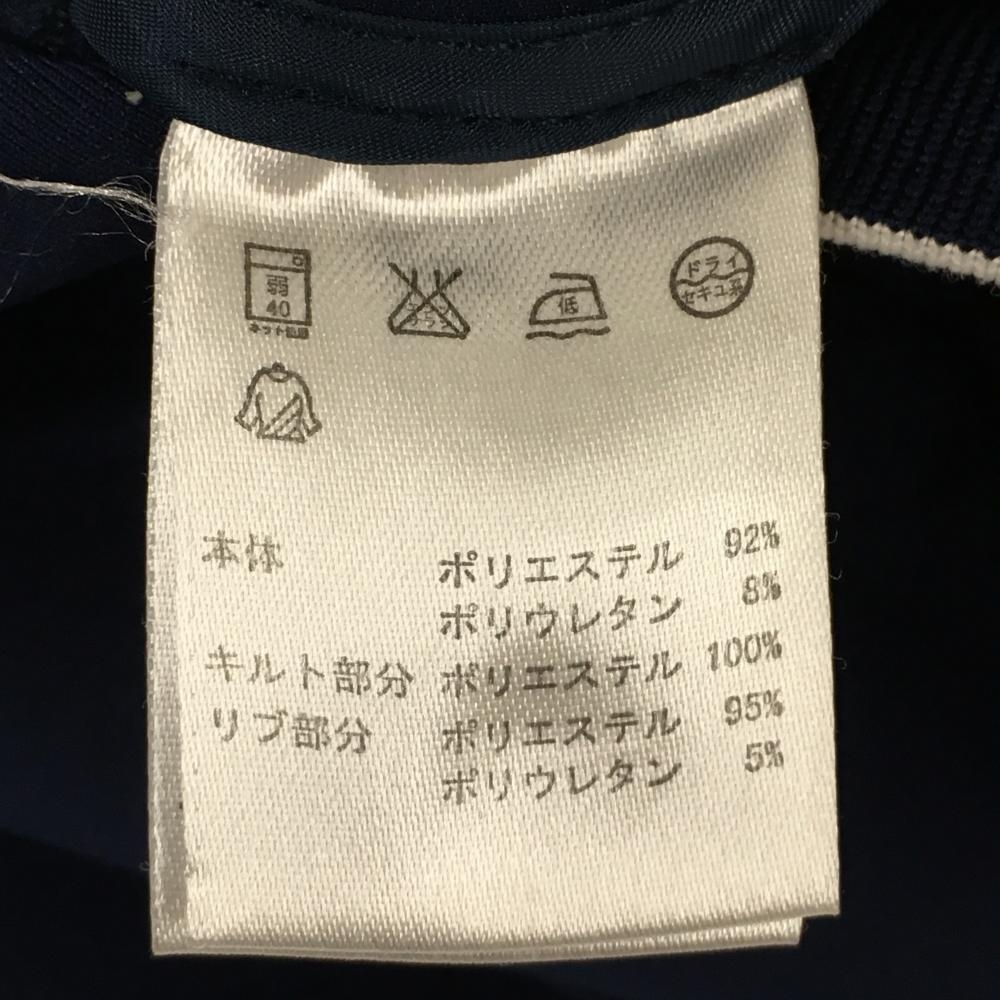 弱
40
ネット使用
低
ドライ
セキユ系
本体 ポリエステル 92%
ポリウレタン 8%
キルト部分 ポリエステル 100%
リブ部分 ポリエステル 95%
ポリウレタン 5%